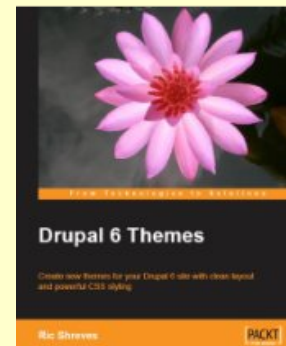 From Technologies to Solutions
Drupal 6 Themes
Create new themes for your Drupal 6 site with clean layout
and powerful CSS styling
Ric Shreves
PACKT